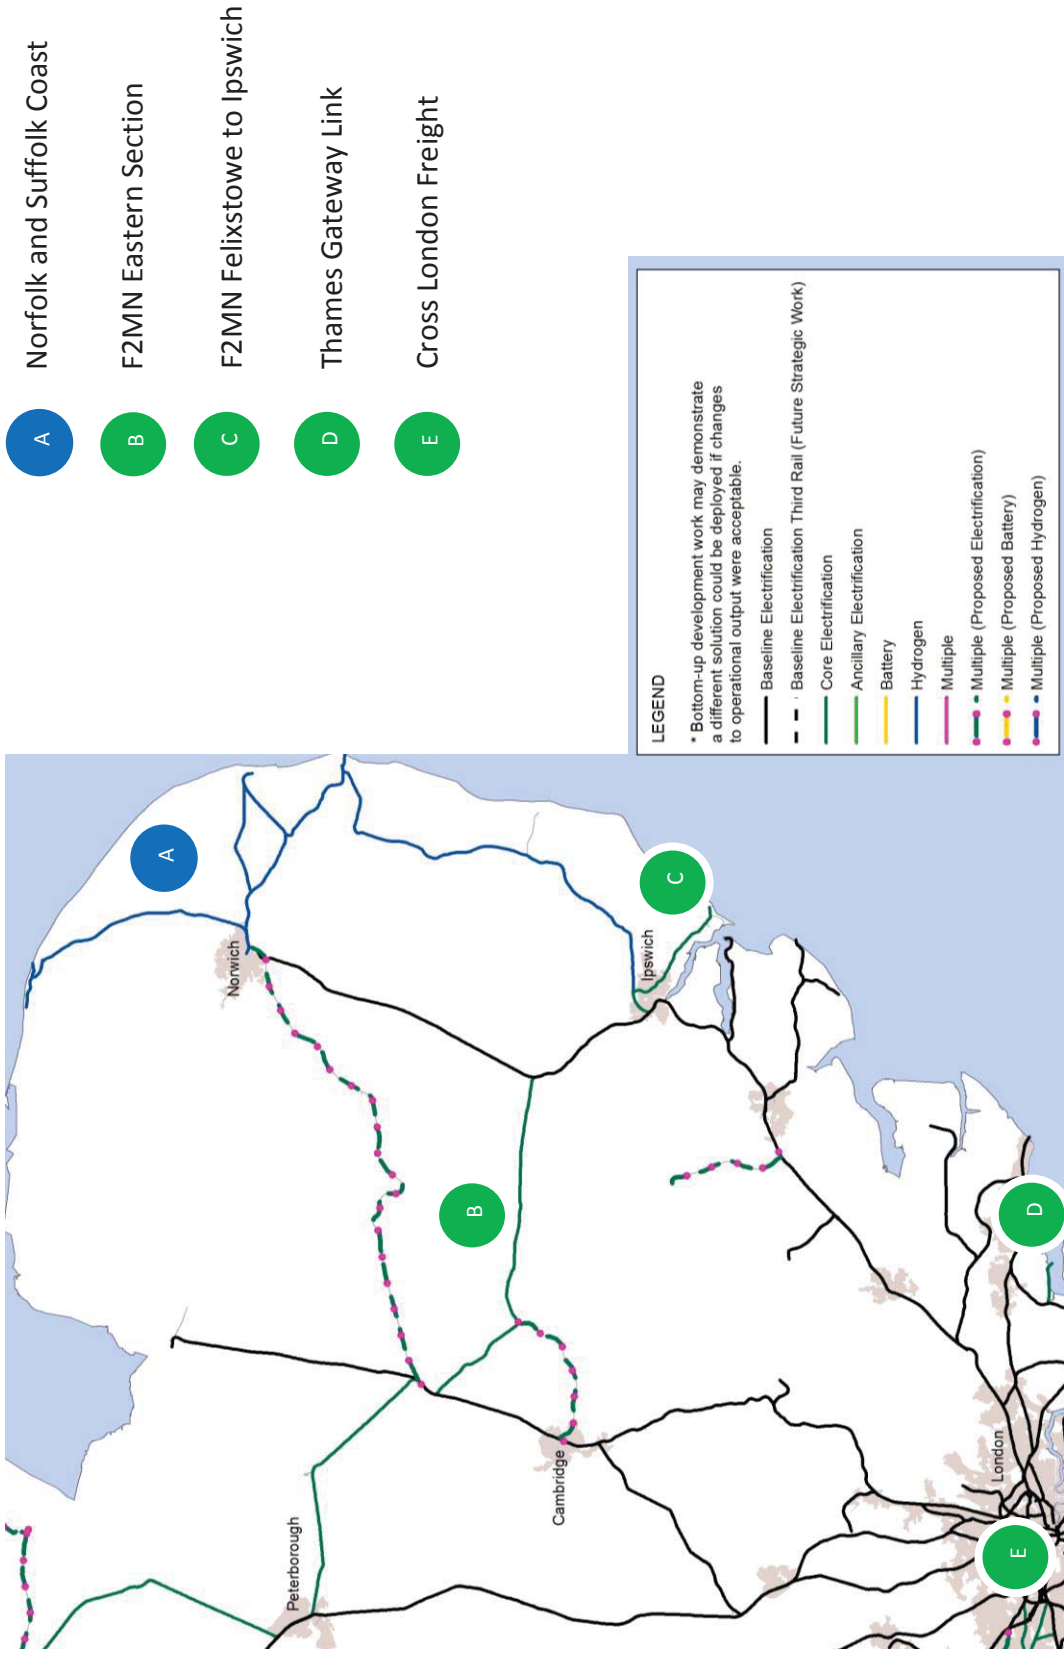 A
Norfolk and Suffolk Coast
B
F2MN Eastern Section
C
F2MN Felixstowe to Ipswich
D
Thames Gateway Link
E
Cross London Freight
LEGEND
* Bottom-up development work may demonstrate
a different solution could be deployed if changes
to operational output were acceptable.
Baseline Electrification
Baseline Electrification Third Rail (Future Strategic Work)
Core Electrification
Ancillary Electrification
Battery
Hydrogen
Multiple
Multiple (Proposed Electrification)
Multiple (Proposed Battery)
Multiple (Proposed Hydrogen)
A
Norwich
B
C
Ipswich
Peterborough
Cambridge
D
London
E